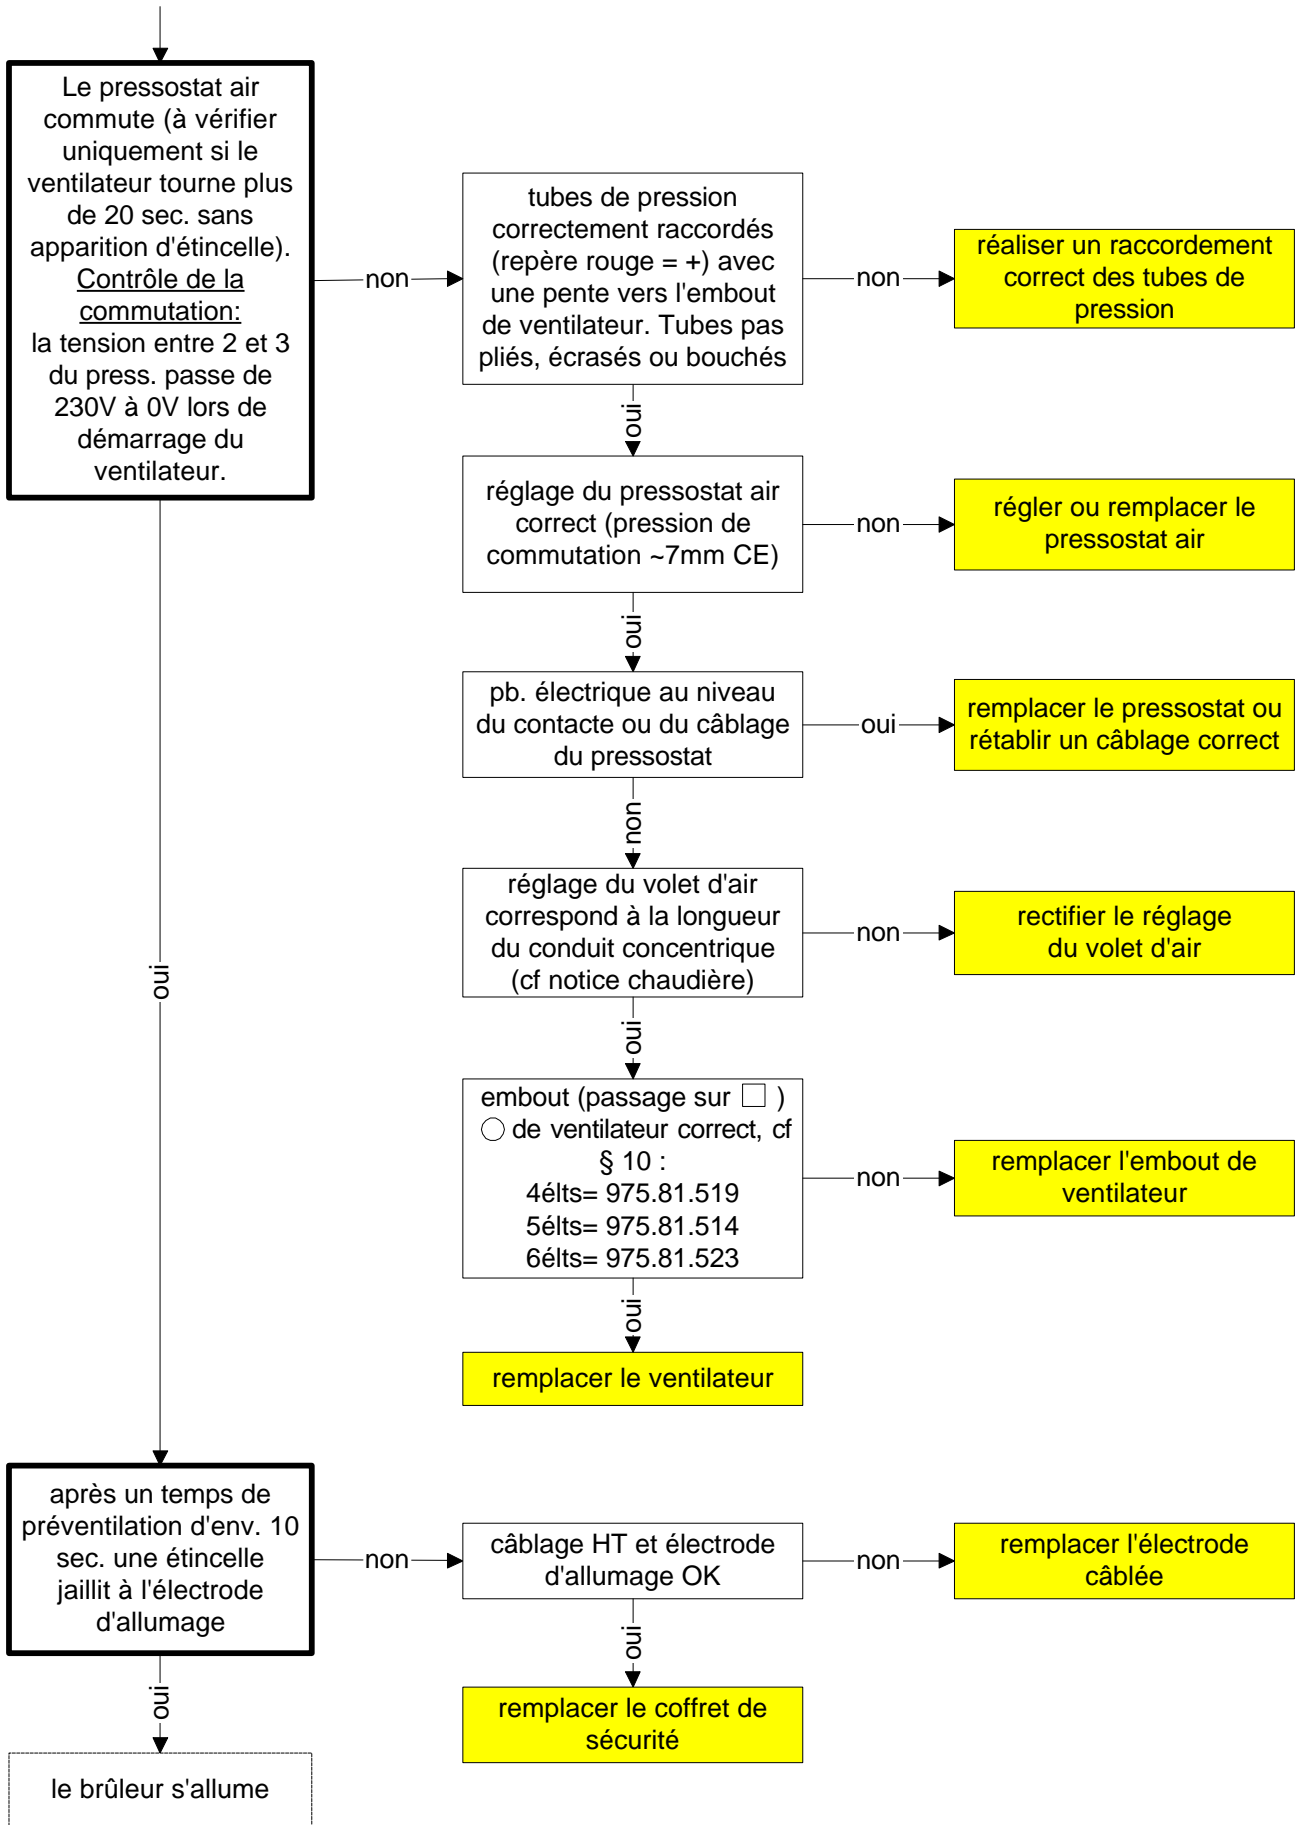 Le pressostat air
commute (à vérifier
uniquement si le
ventilateur tourne plus
de 20 sec. sans
apparition d'étincelle).
Contrôle de la
commutation:
la tension entre 2 et 3
du press. passe de
230V à 0V lors de
démarrage du
ventilateur.
non
tubes de pression
correctement raccordés
(repère rouge = +) avec
une pente vers l'embout
de ventilateur. Tubes pas
pliés, écrasés ou bouchés
non
réaliser un raccordement
correct des tubes de
pression
oui
réglage du pressostat air
correct (pression de
commutation ~7mm CE)
non
régler ou remplacer le
pressostat air
oui
pb. électrique au niveau
du contacte ou du câblage
du pressostat
oui
remplacer le pressostat ou
rétablir un câblage correct
non
réglage du volet d'air
correspond à la longueur
du conduit concentrique
(cf notice chaudière)
non
rectifier le réglage
du volet d'air
oui
embout (passage sur □ )
○ de ventilateur correct, cf
§ 10 :
4élts= 975.81.519
5élts= 975.81.514
6élts= 975.81.523
non
remplacer l'embout de
ventilateur
oui
remplacer le ventilateur
oui
après un temps de
préventilation d'env. 10
sec. une étincelle
jaillit à l'électrode
d'allumage
non
câblage HT et électrode
d'allumage OK
non
remplacer l'électrode
câblée
oui
remplacer le coffret de
sécurité
oui
le brûleur s'allume